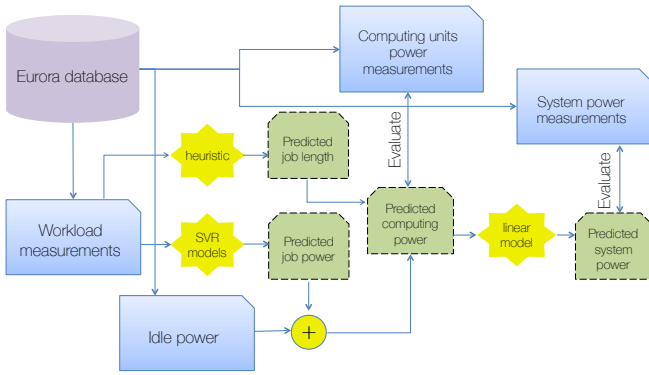 Eurora database
Computing units
power
measurements
System power
measurements
Evaluate
Evaluate
heuristic
Predicted
job length
Workload
measurements
SVR
models
Predicted
job power
Predicted
computing
power
linear
model
Predicted
system
power
Idle power
+